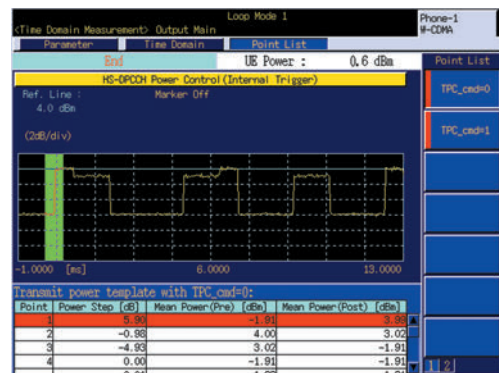 Loop Mode 1
Phone-1
<Time Domain Measurement> Output Main
W-CDMA
Parameter Time Domain Point List
Point List
End UE Power : 0.6 dBm
HS-DPCCH Power Control(Internal Trigger)
TPC_cmd=0
Ref. Line : Marker Off
4.0 dBm
TPC_cmd=1
(2dB/div)
-1.0000 [ms] 6.0000 13.0000
Transmit power template with TPC_cmd=0:
Point Power Step [dB] Mean Power(Pre) [dBm] Mean Power(Post) [dBm]
1 5.90 -1.91 3.99
2 -0.98 4.00 3.02
3 -4.93 3.02 -1.91
4 0.00 -1.91 -1.91
1 2